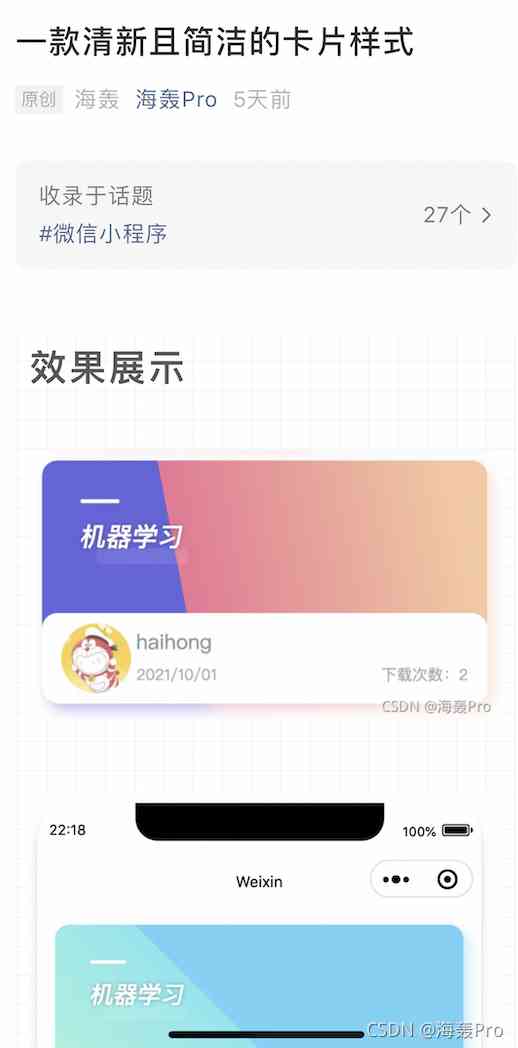 一款清新且简洁的卡片样式
原创 海轰 海轰Pro 5天前
收录于话题
#微信小程序
27个
效果展示
机器学习
haihong
2021/10/01
下载次数：2
CSDN @海轰Pro
22:18
100%
Weixin
机器学习
CSDN @海轰Pro